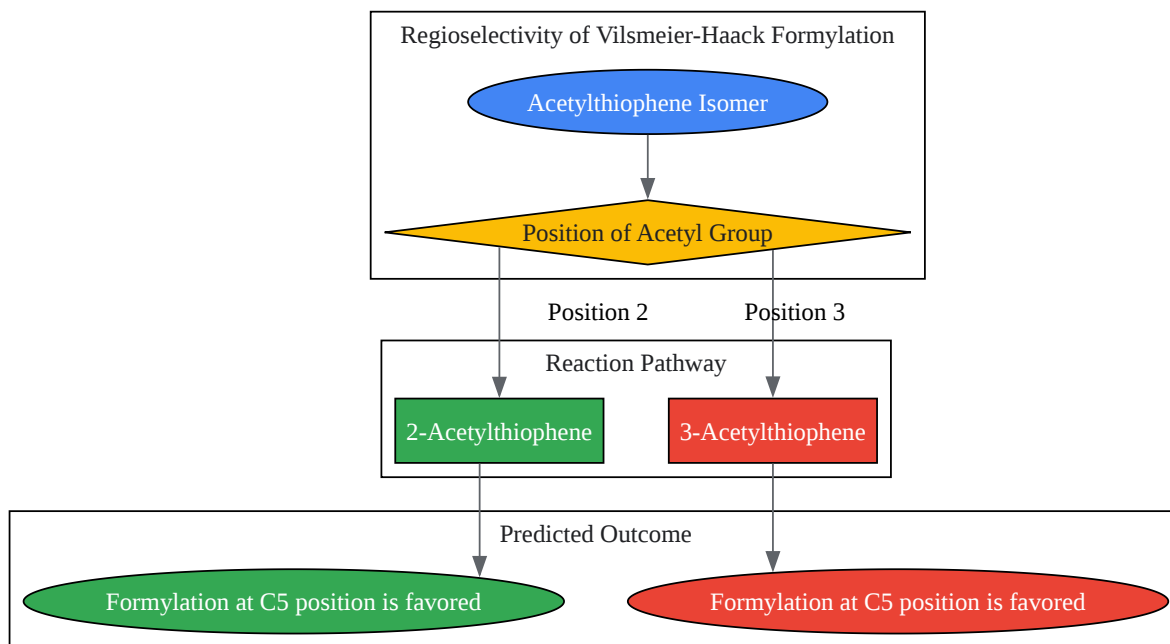 Regioselectivity of Vilsmeier-Haack Formylation
Acetylthiophene Isomer
Position of Acetyl Group
Position 2
Position 3
Reaction Pathway
2-Acetylthiophene
3-Acetylthiophene
Predicted Outcome
Formylation at C5 position is favored
Formylation at C5 position is favored